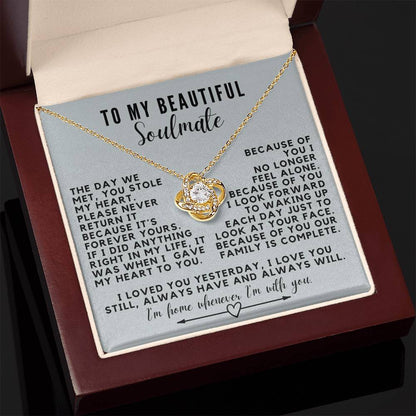 TO MY BEAUTIFUL
Soulmate
THE DAY WE
MET, YOU STOLE
MY HEART.
PLEASE NEVER
RETURN IT
BECAUSE IT'S
FOREVER YOURS.
IF I DID ANYTHING
RIGHT IN MY LIFE, IT
WAS WHEN I GAVE
MY HEART TO YOU.
BECAUSE OF
YOU I
NO LONGER
FEEL ALONE.
BECAUSE OF YOU
I LOOK FORWARD
TO WAKING UP
EACH DAY JUST TO
LOOK AT YOUR FACE.
BECAUSE OF YOU OUR
FAMILY IS COMPLETE.
I LOVED YOU YESTERDAY, I LOVE YOU
STILL, ALWAYS HAVE AND ALWAYS WILL.
I'm home whenever I'm with you.